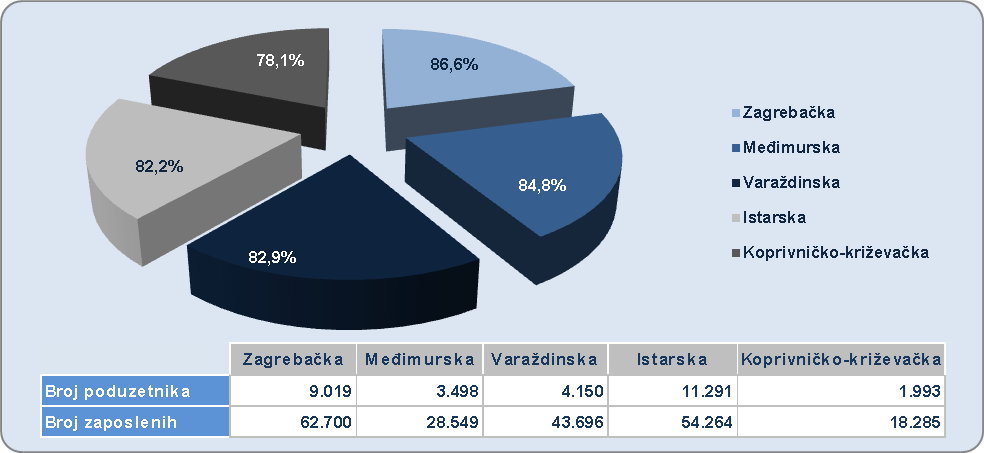 78,1%
86,6%
82,2%
84,8%
82,9%
Zagrebačka
Međimurska
Varaždinska
Istarska
Koprivničko-križevačka
Zagrebačka Međimurska Varaždinska Istarska Koprivničko-križevačka
Broj poduzetnika 9.019 3.498 4.150 11.291 1.993
Broj zaposlenih 62.700 28.549 43.696 54.264 18.285